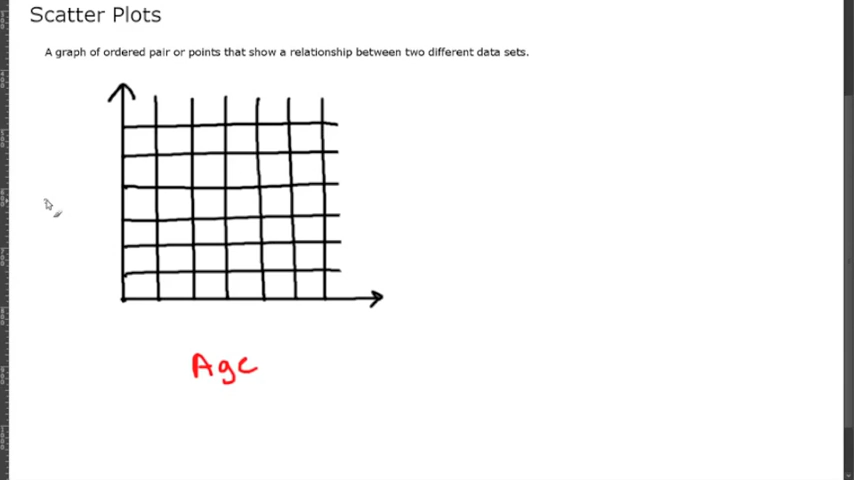 Scatter Plots
A graph of ordered pair or points that show a relationship between two different data sets.
Age